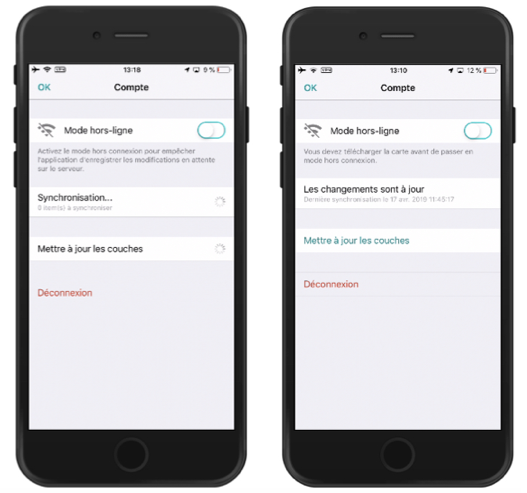 13:18
9 %
OK
Compte
Mode hors-ligne
Activez le mode hors connexion pour empêcher
l'application d'enregistrer les modifications en attente
sur le serveur.
Synchronisation...
0 item(s) à synchroniser
Mettre à jour les couches
Déconnexion
13:10
12 %
OK
Compte
Mode hors-ligne
Vous devez télécharger la carte avant de passer en
mode hors connexion.
Les changements sont à jour
Dernière synchronisation le 17 avr. 2019 11:45:17
Mettre à jour les couches
Déconnexion